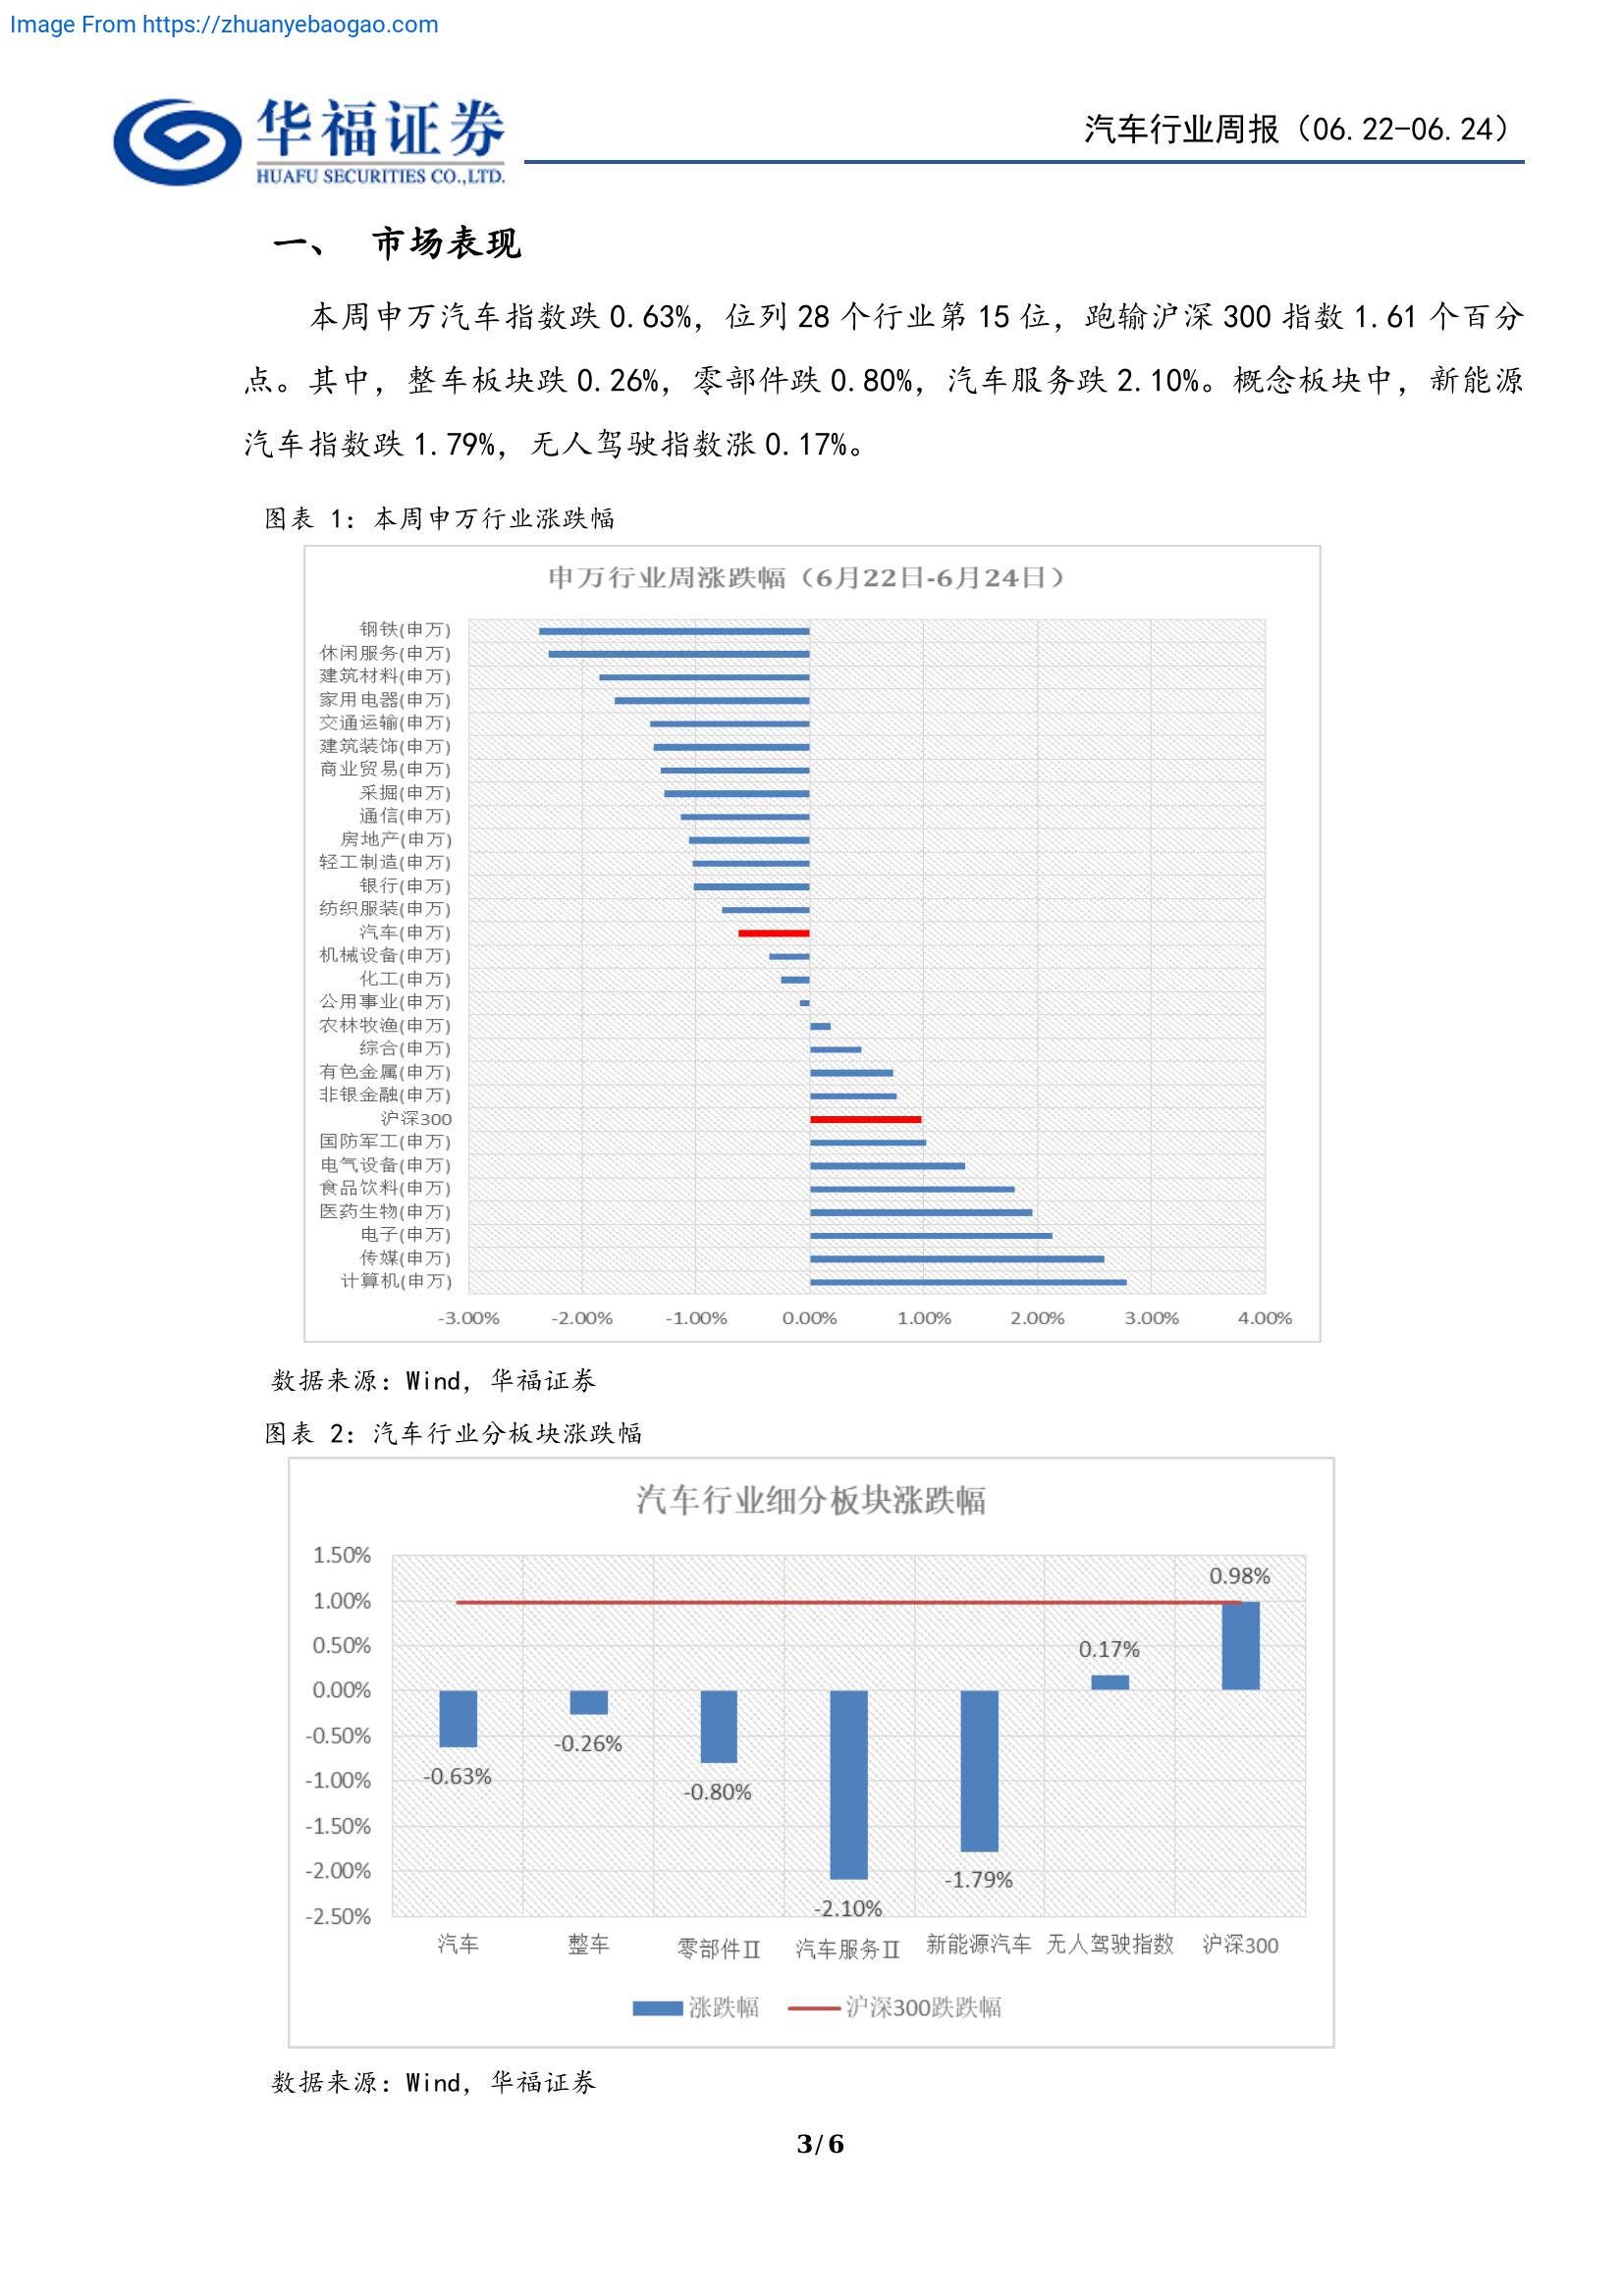 Image From https://zhuanyebaogao.com
华福证券
HUAFU SECURITIES CO.,LTD.
汽车行业周报（06.22-06.24）
一、 市场表现
本周申万汽车指数跌 0.63%，位列 28 个行业第 15 位，跑输沪深 300 指数 1.61 个百分
点。其中，整车板块跌 0.26%，零部件跌 0.80%，汽车服务跌 2.10%。概念板块中，新能源
汽车指数跌 1.79%，无人驾驶指数涨 0.17%。
图表 1：本周申万行业涨跌幅
申万行业周涨跌幅（6月22日-6月24日）
钢铁(申万)
休闲服务(申万)
建筑材料(申万)
家用电器(申万)
交通运输(申万)
建筑装饰(申万)
商业贸易(申万)
采掘(申万)
通信(申万)
房地产(申万)
轻工制造(申万)
银行(申万)
纺织服装(申万)
汽车(申万)
机械设备(申万)
化工(申万)
公用事业(申万)
农林牧渔(申万)
综合(申万)
有色金属(申万)
非银金融(申万)
沪深300
国防军工(申万)
电气设备(申万)
食品饮料(申万)
医药生物(申万)
电子(申万)
传媒(申万)
计算机(申万)
-3.00% -2.00% -1.00% 0.00% 1.00% 2.00% 3.00% 4.00%
数据来源：Wind，华福证券
图表 2：汽车行业分板块涨跌幅
汽车行业细分板块涨跌幅
1.50%
1.00%
0.50%
0.00%
-0.50%
-1.00%
-1.50%
-2.00%
-2.50%
-0.63%
-0.26%
-0.80%
-2.10%
-1.79%
0.17%
0.98%
汽车 整车 零部件Ⅱ 汽车服务Ⅱ 新能源汽车 无人驾驶指数 沪深300
涨跌幅 沪深300跌跌幅
数据来源：Wind，华福证券
3/6